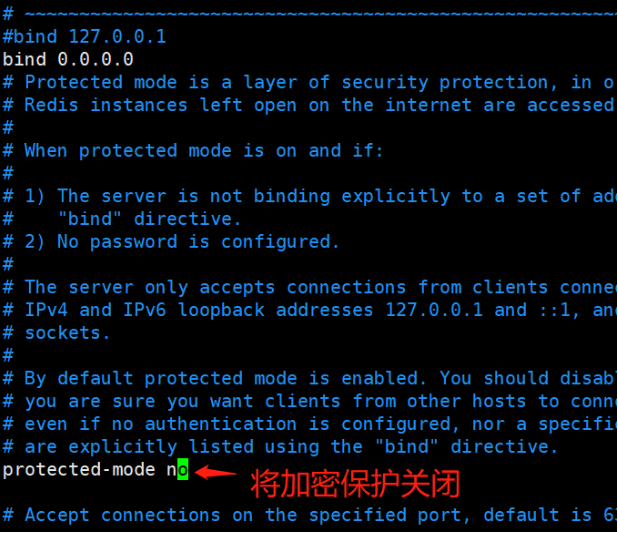 # ~~~~~~~~~~~~~~~~~~~~~~~~~~~~~~~~~~~~~~~~~~~~~~~~~~~~~~
#bind 127.0.0.1
bind 0.0.0.0
# Protected mode is a layer of security protection, in o
# Redis instances left open on the internet are accessed
#
# When protected mode is on and if:
#
# 1) The server is not binding explicitly to a set of ad
#    "bind" directive.
# 2) No password is configured.
#
# The server only accepts connections from clients conne
# IPv4 and IPv6 loopback addresses 127.0.0.1 and ::1, an
# sockets.
#
# By default protected mode is enabled. You should disab
# you are sure you want clients from other hosts to conn
# even if no authentication is configured, nor a specifi
# are explicitly listed using the "bind" directive.
protected-mode no 将加密保护关闭
# Accept connections on the specified port, default is 6